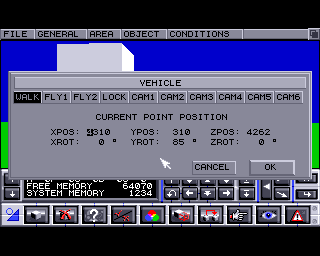 FILE GENERAL AREA OBJECT CONDITIONS
VEHICLE
WALK FLY1 FLY2 LOCK CAM1 CAM2 CAM3 CAM4 CAM5 CAM6
CURRENT POINT POSITION
XPOS: 4310 YPOS: 310 ZPOS: 4262
XROT: 0 ° YROT: 85 ° ZROT: 0 °
CANCEL OK
FREE MEMORY 64070
SYSTEM MEMORY 1234